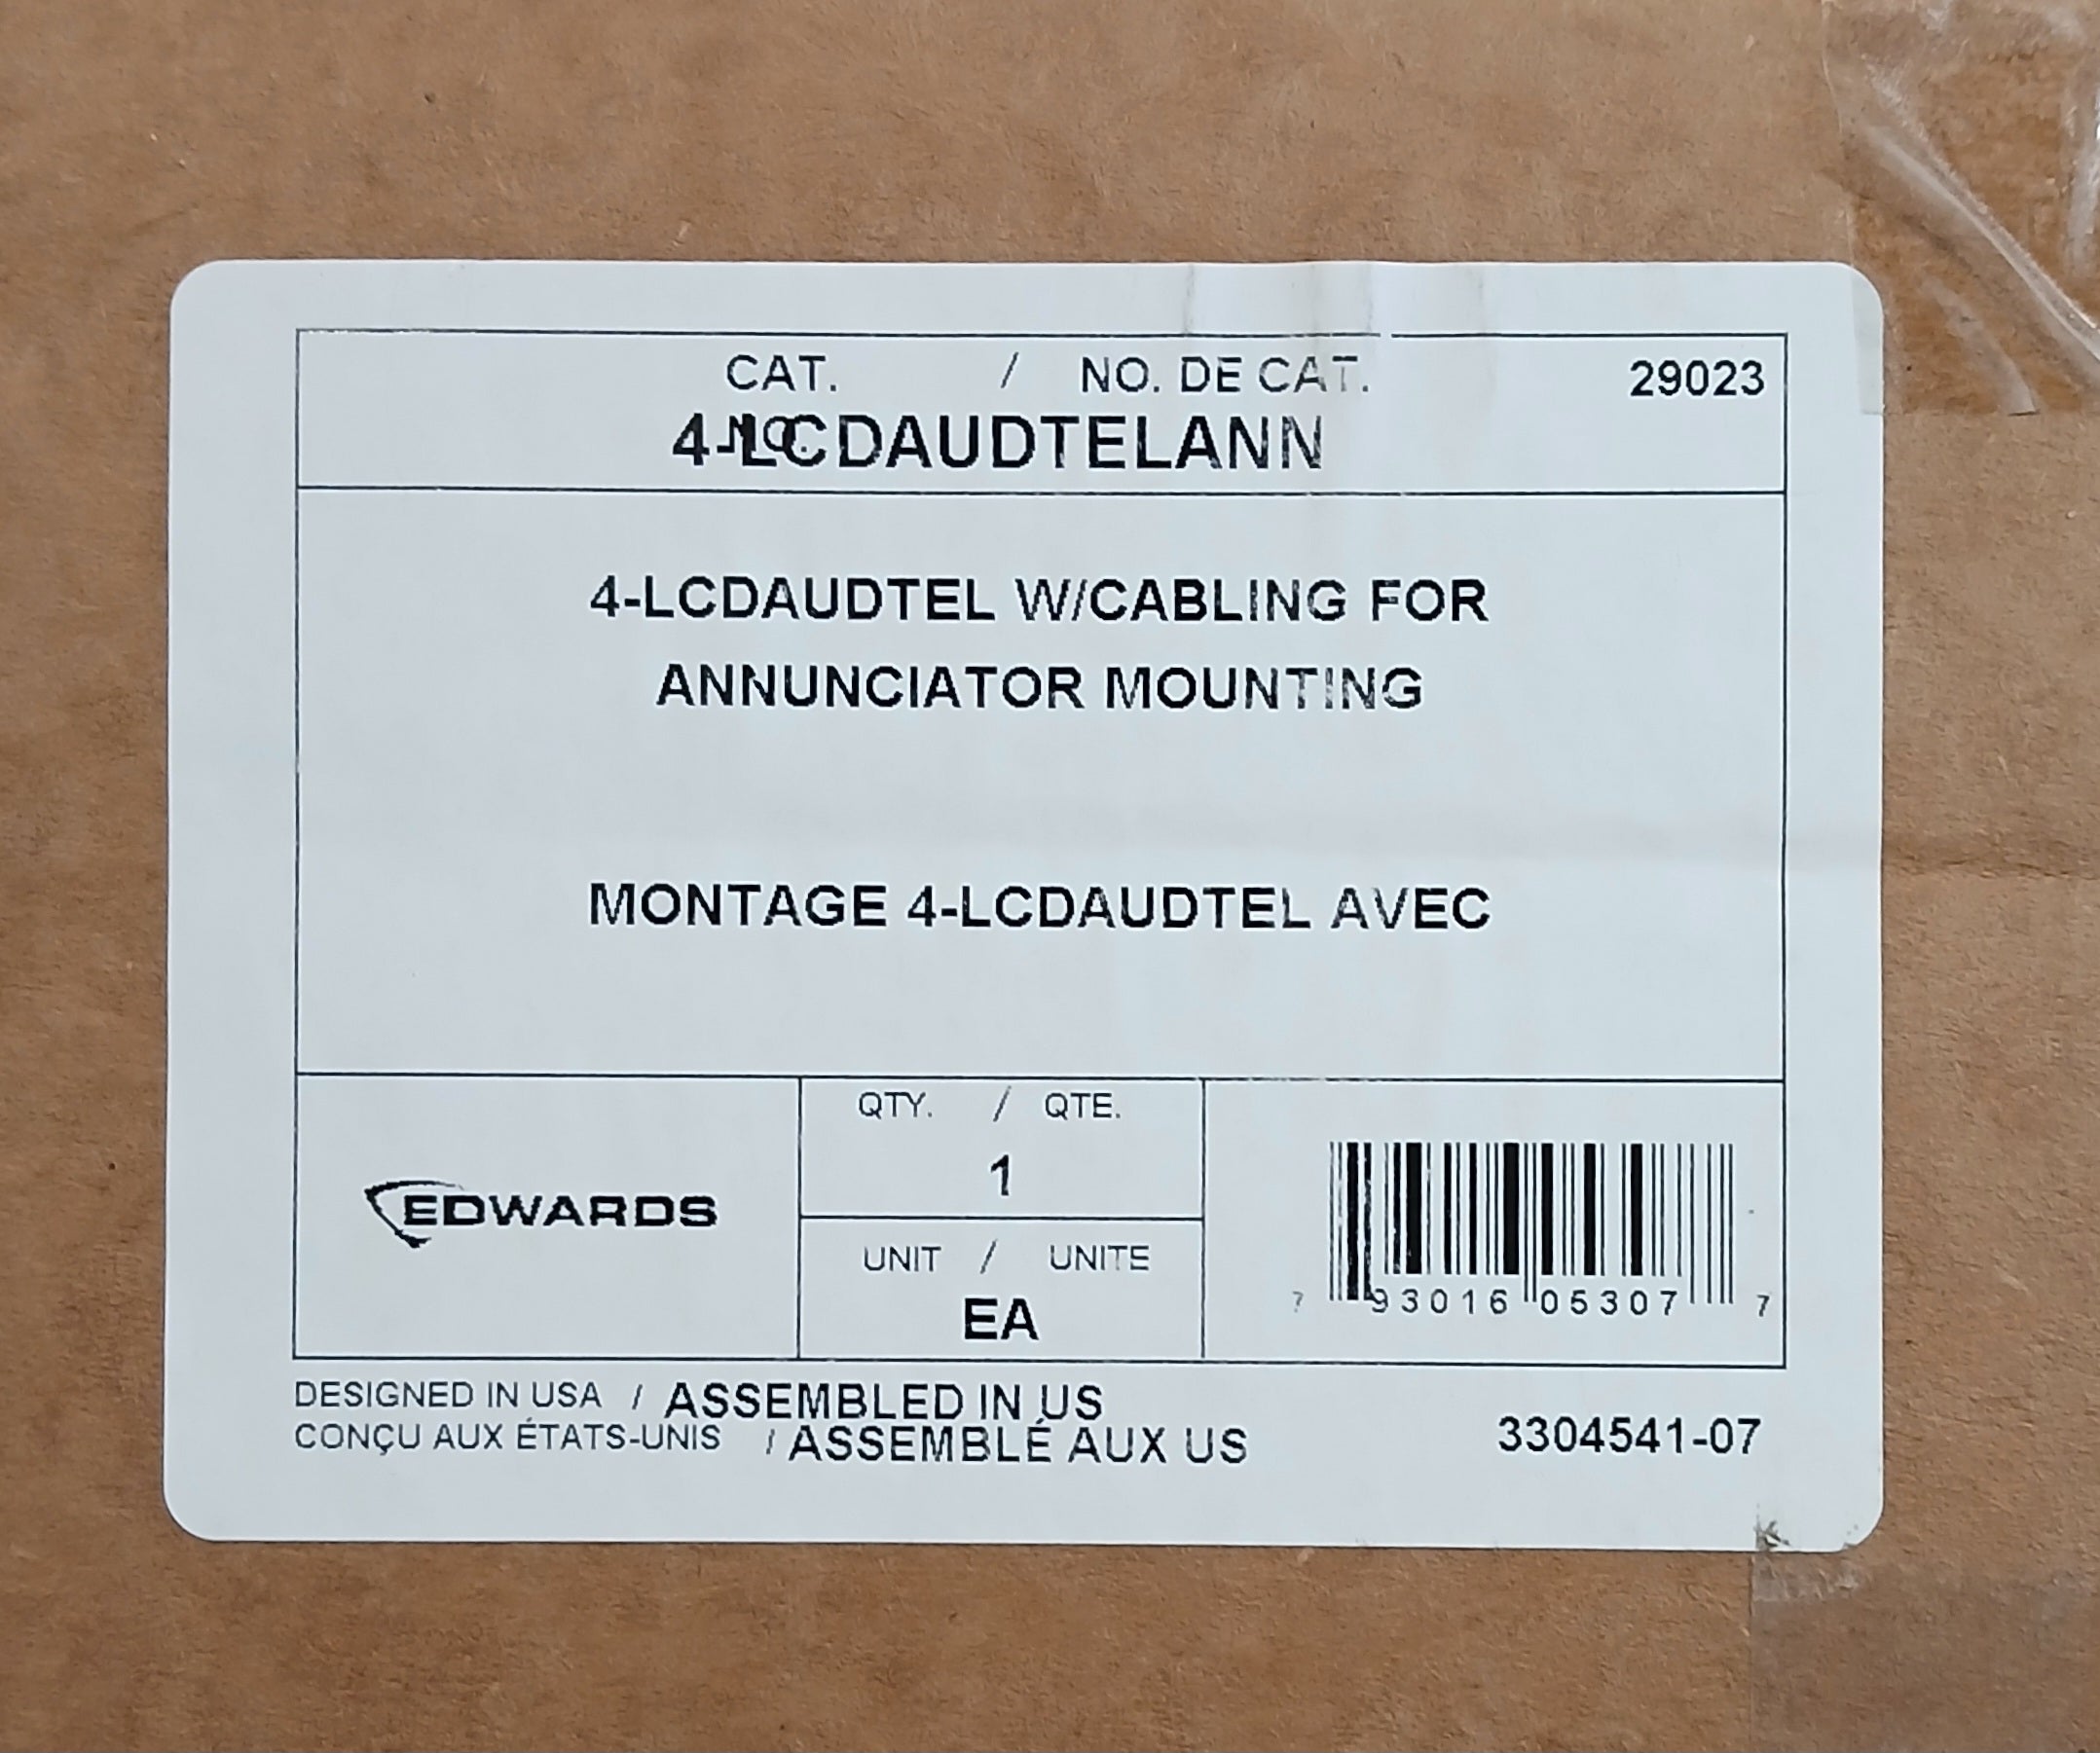 CAT. / NO. DE CAT. 29023
4-LCDAUDTELANN
4-LCDAUDTEL W/CABLING FOR
ANNUNCIATOR MOUNTING
MONTAGE 4-LCDAUDTEL AVEC
EDWARDS
QTY. / QTE.
1
UNIT / UNITE
EA
7 93016 05307 7
DESIGNED IN USA / ASSEMBLED IN US
CONÇU AUX ÉTATS-UNIS / ASSEMBLÉ AUX US
3304541-07